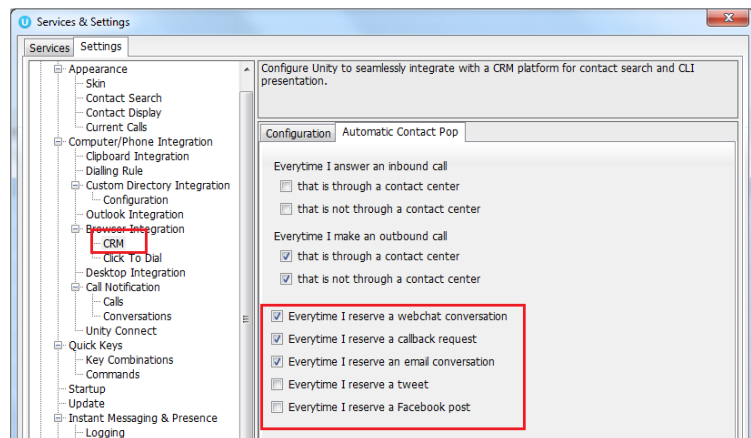 Services & Settings
Services
Settings
Appearance
Skin
Contact Search
Contact Display
Current Calls
Computer/Phone Integration
Clipboard Integration
Dialling Rule
Custom Directory Integration
Configuration
Outlook Integration
Browser Integration
CRM
Click To Dial
Desktop Integration
Call Notification
Calls
Conversations
Unity Connect
Quick Keys
Key Combinations
Commands
Startup
Update
Instant Messaging & Presence
Logging
Configure Unity to seamlessly integrate with a CRM platform for contact search and CLI
presentation.
Configuration
Automatic Contact Pop
Everytime I answer an inbound call
that is through a contact center
that is not through a contact center
Everytime I make an outbound call
that is through a contact center
that is not through a contact center
Everytime I reserve a webchat conversation
Everytime I reserve a callback request
Everytime I reserve an email conversation
Everytime I reserve a tweet
Everytime I reserve a Facebook post